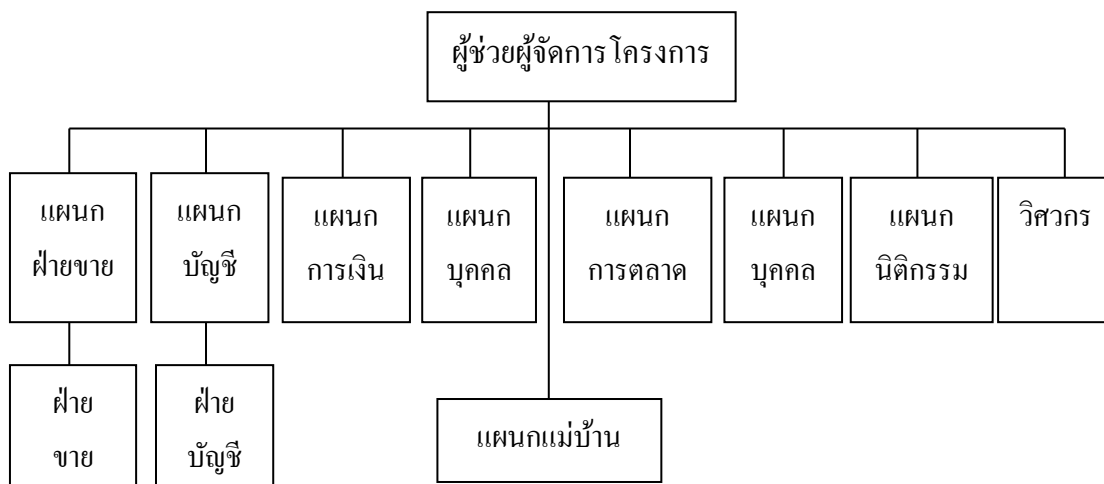 ผู้ช่วยผู้จัดการโครงการ
แผนก
ฝ่ายขาย
แผนก
บัญชี
แผนก
การเงิน
แผนก
บุคคล
แผนก
การตลาด
แผนก
บุคคล
แผนก
นิติกรรม
วิศวกร
ฝ่าย
ขาย
ฝ่าย
บัญชี
แผนกแม่บ้าน